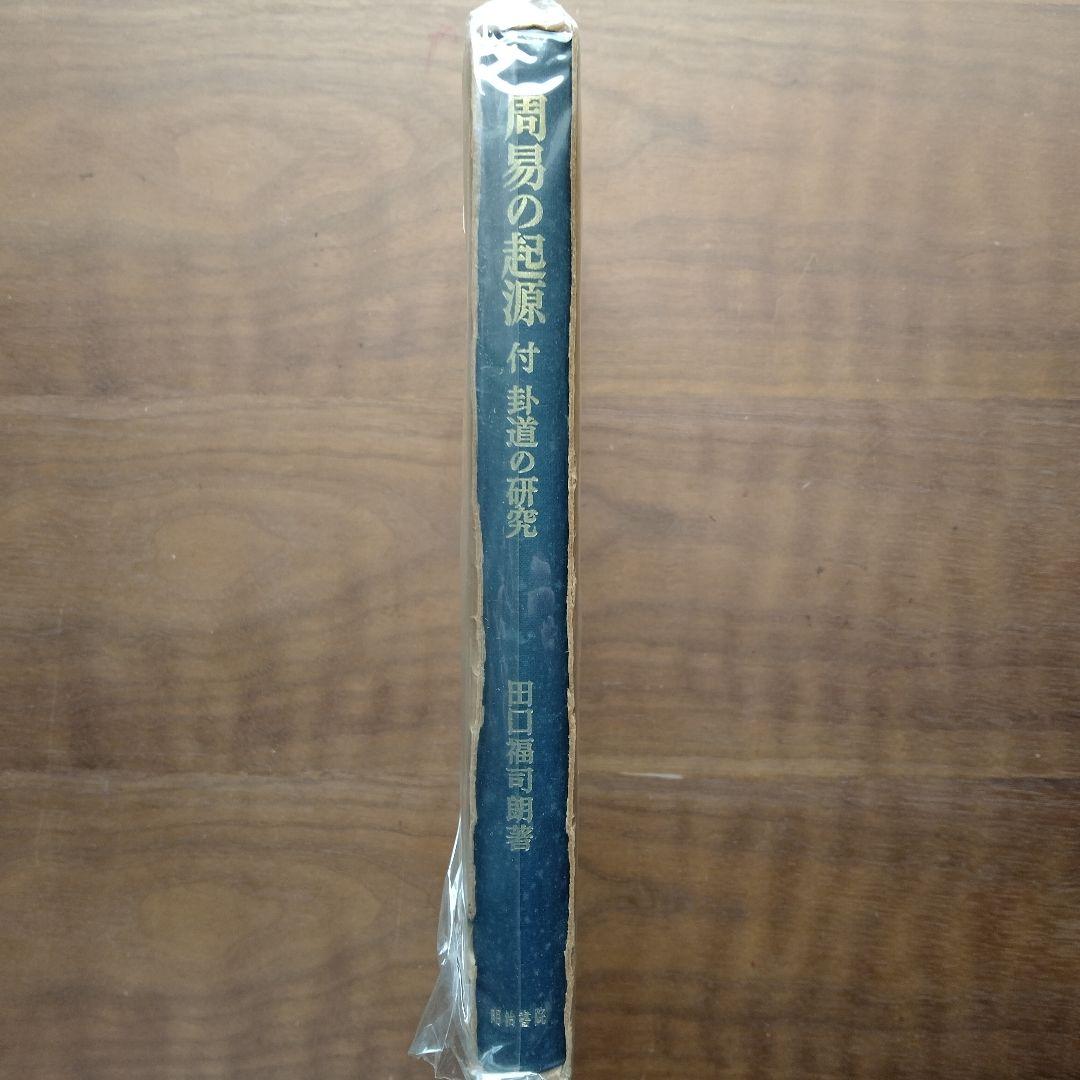 周易の起源 付 卦道の研究
田口福司朗著
明治書院